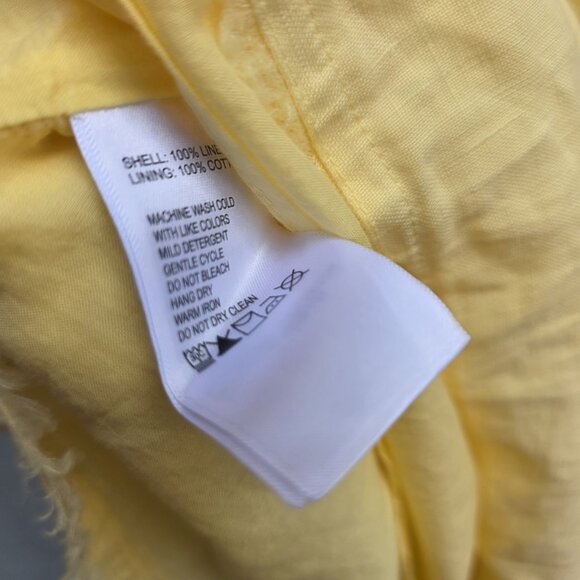 SHELL: 100% LINE
LINING: 100% COTT
MACHINE WASH COLD
WITH LIKE COLORS
MILD DETERGENT
GENTLE CYCLE
DO NOT BLEACH
HANG DRY
WARM IRON
DO NOT DRY CLEAN